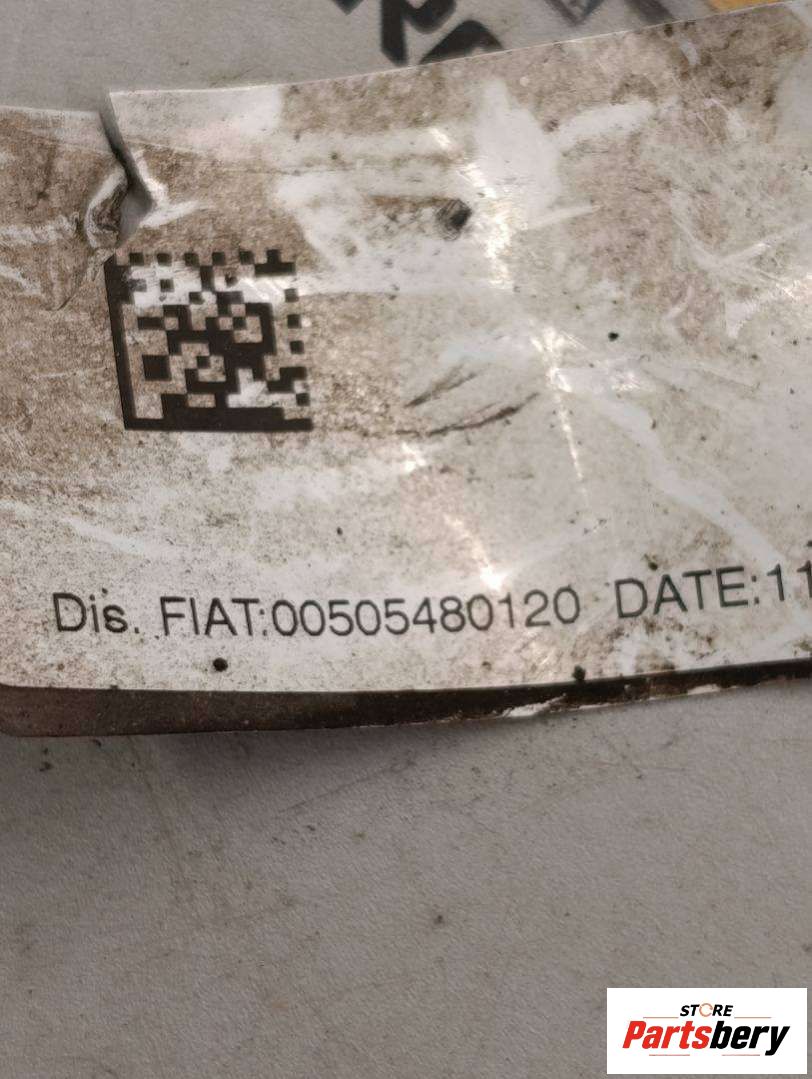 Dis. FIAT:00505480120 DATE:11
STORE
Partsbery